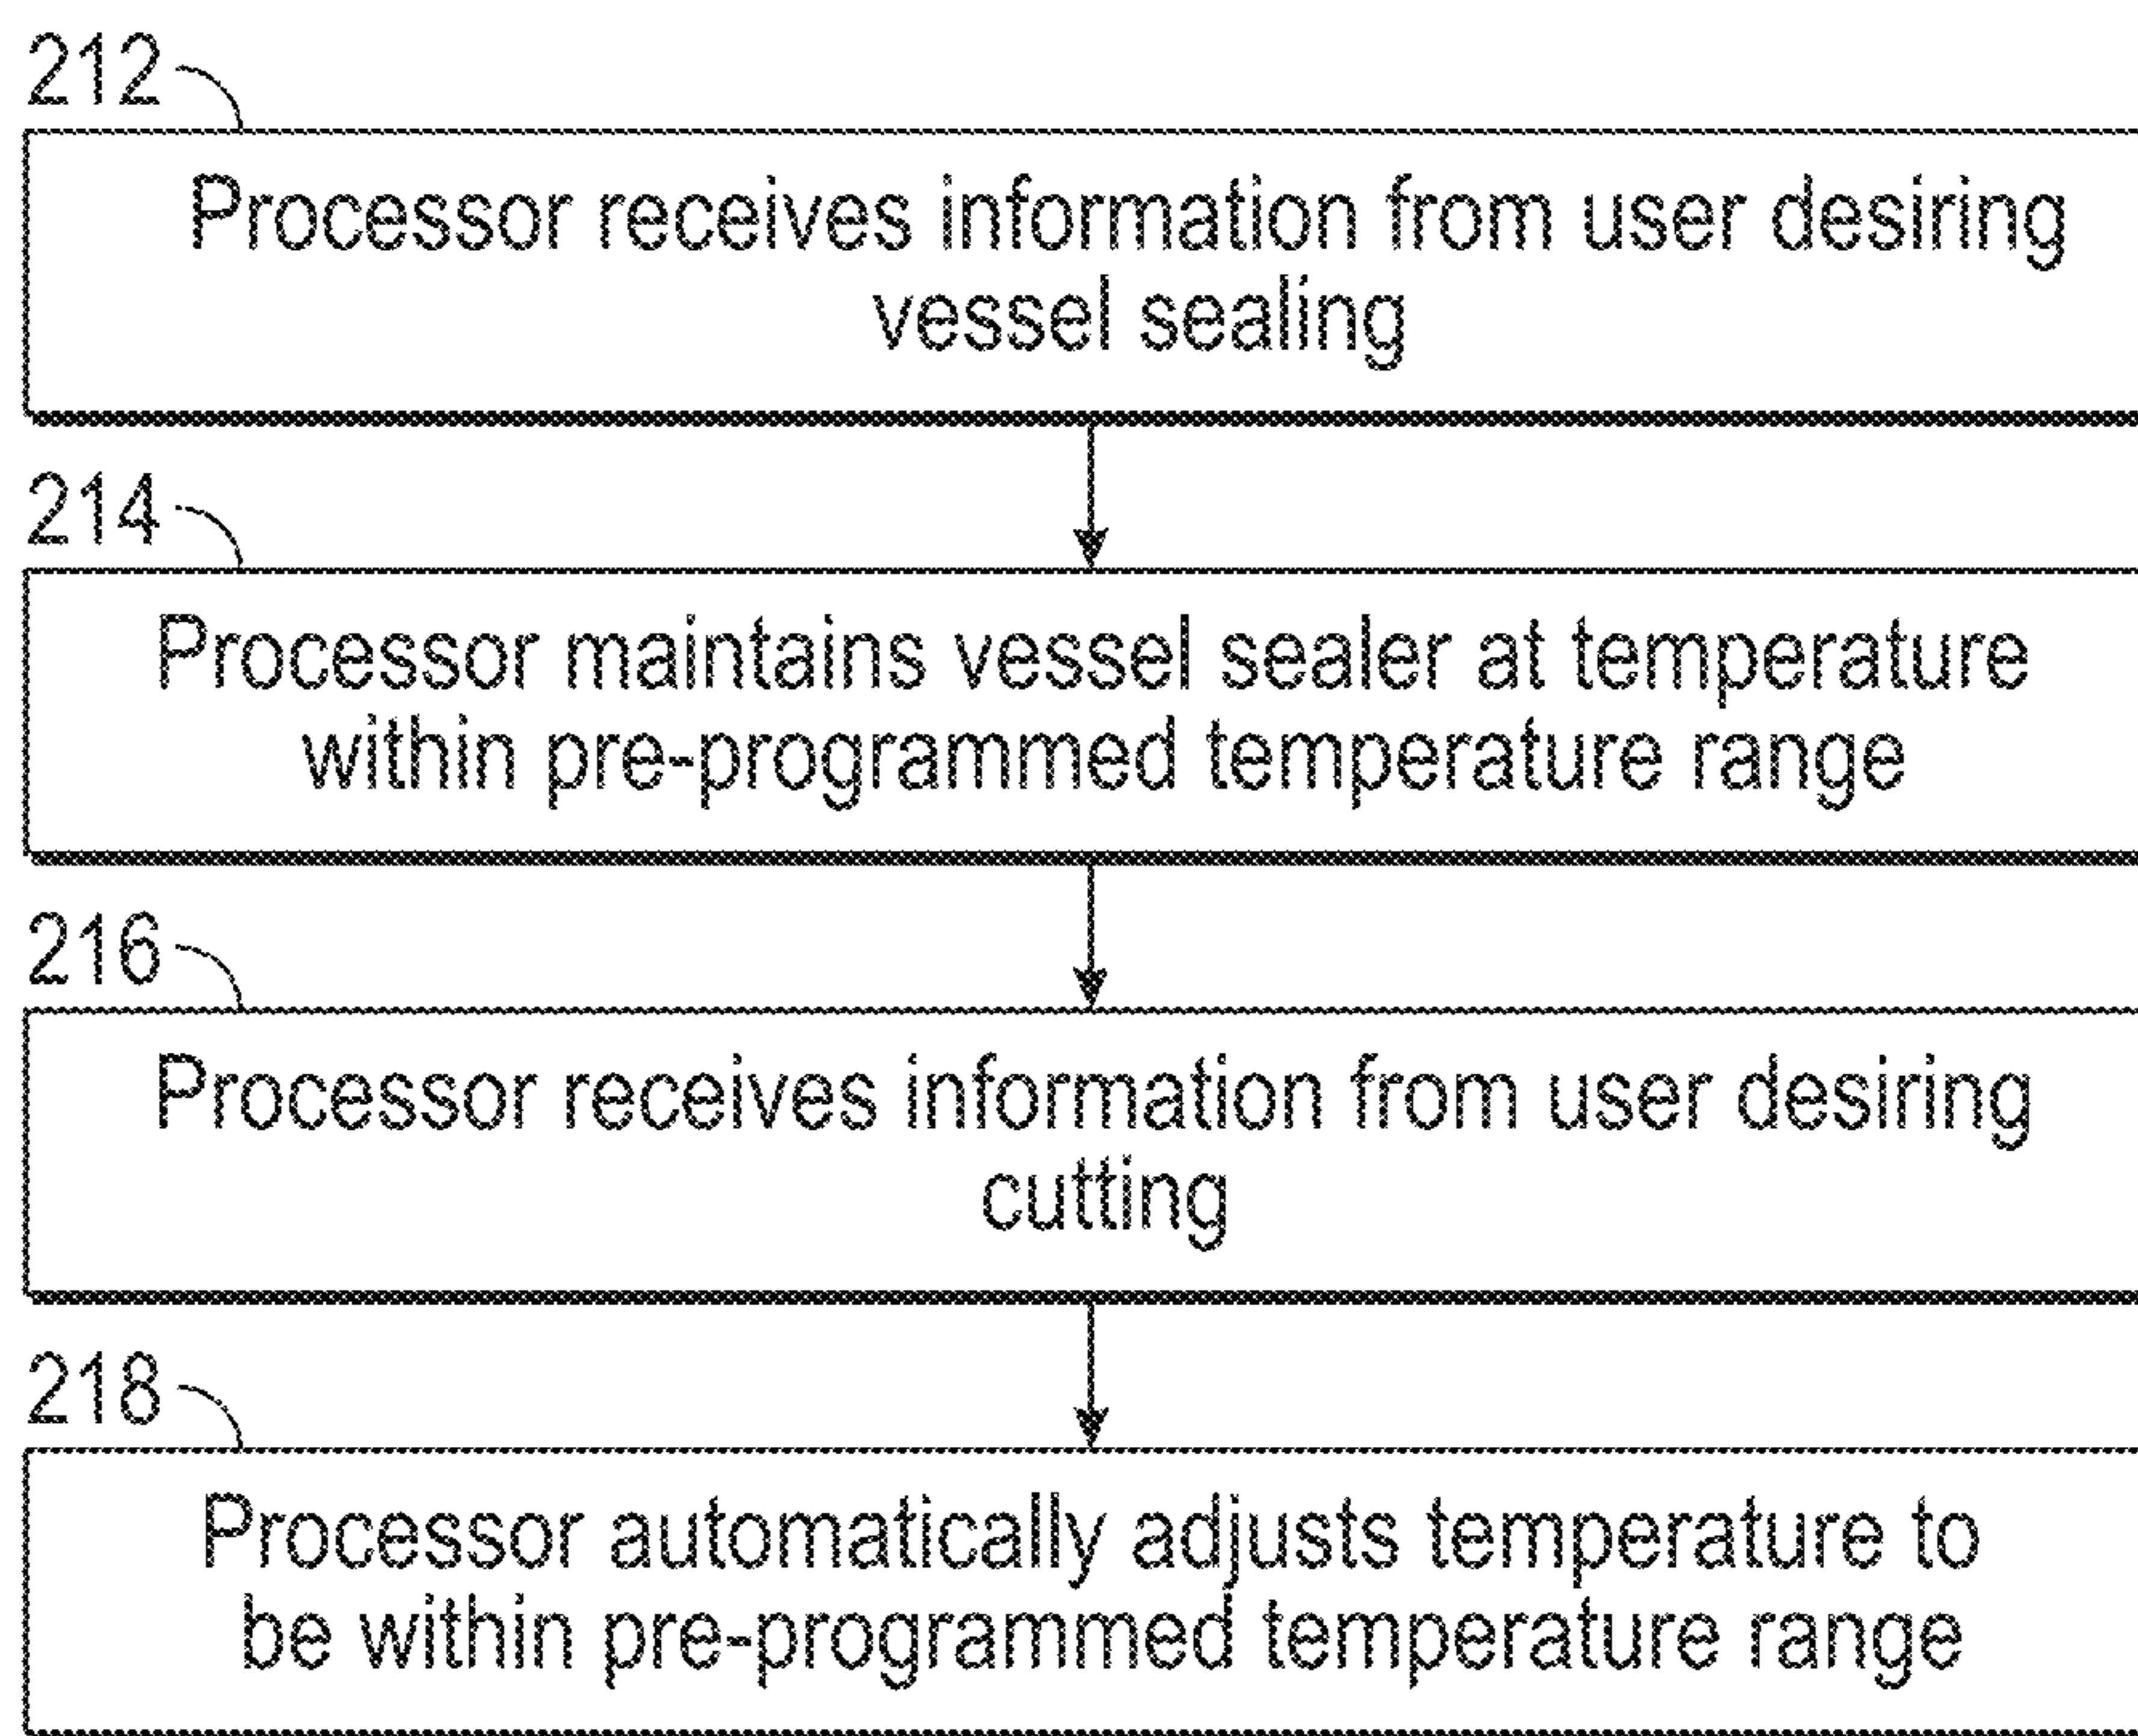 212
Processor receives information from user desiring
vessel sealing
214
Processor maintains vessel sealer at temperature
within pre-programmed temperature range
216
Processor receives information from user desiring
cutting
218
Processor automatically adjusts temperature to
be within pre-programmed temperature range